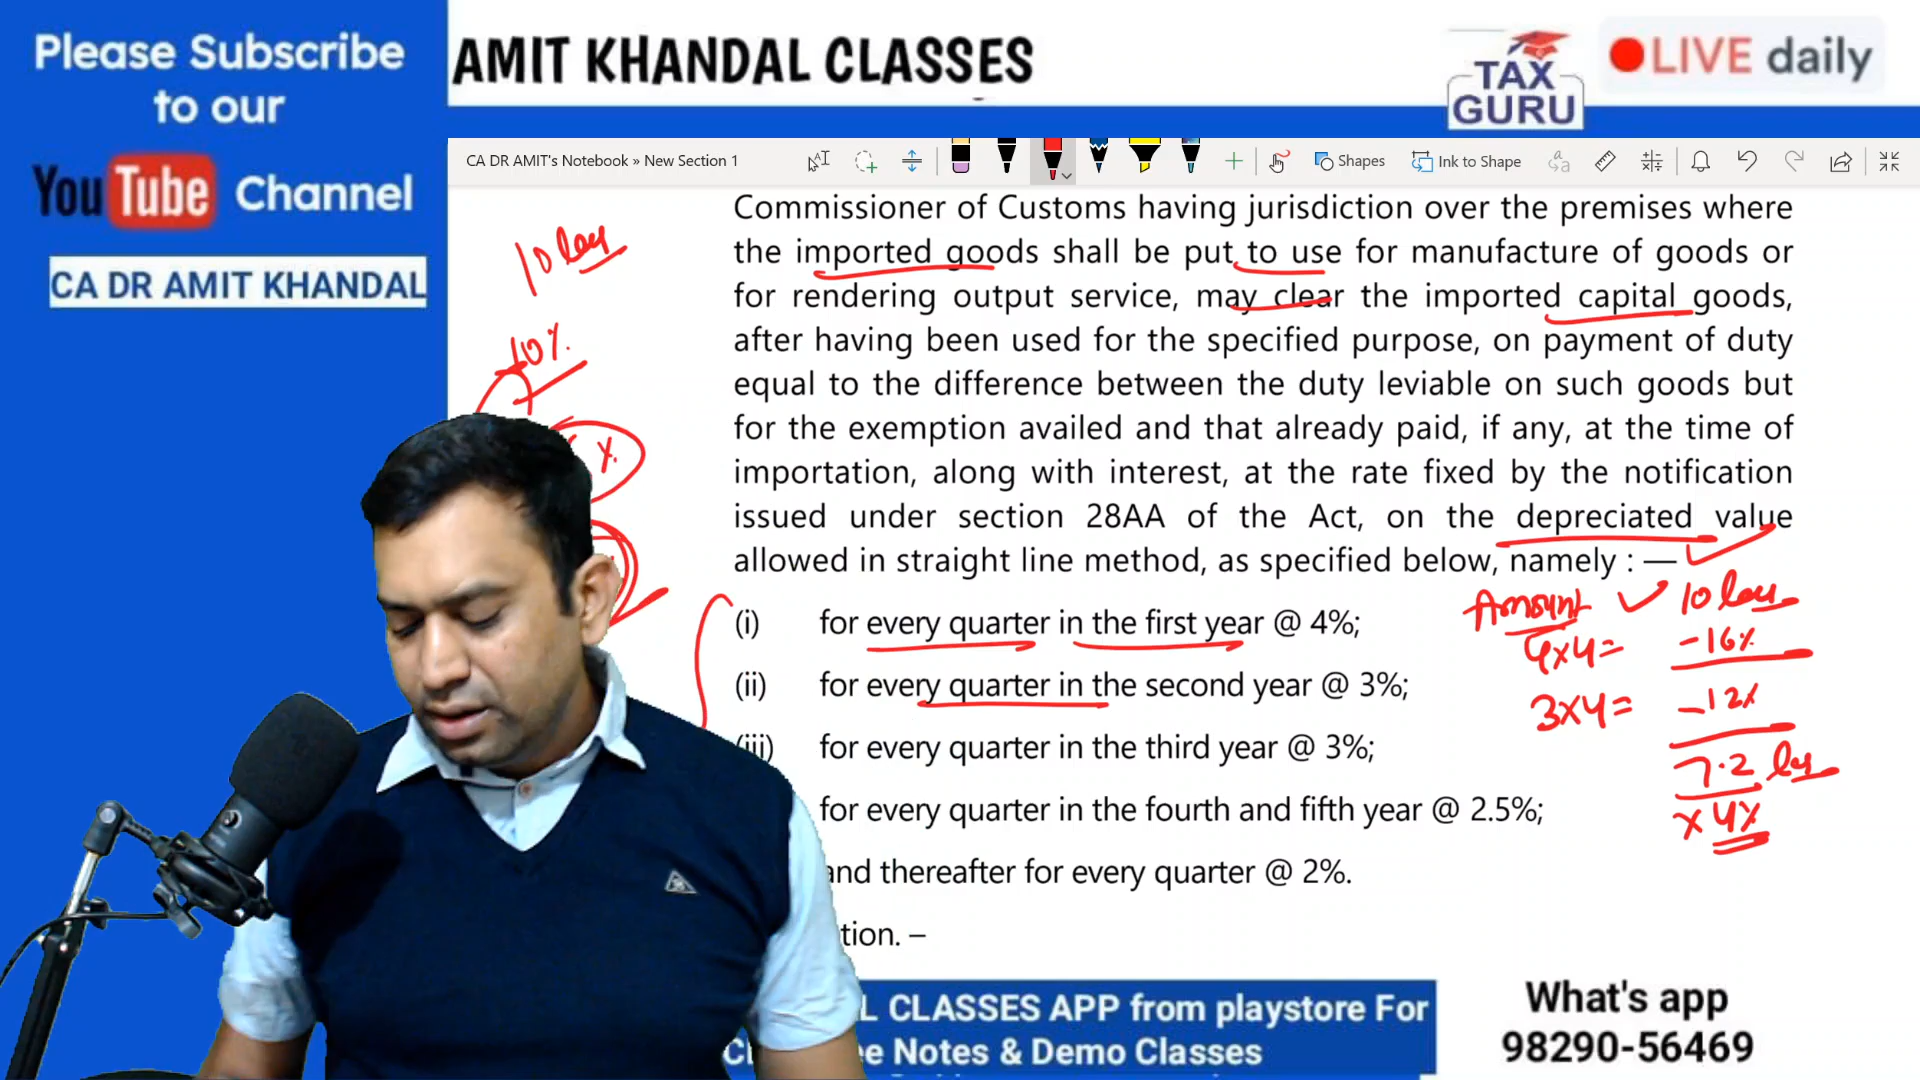 Please Subscribe
to our
YouTube Channel
CA DR AMIT KHANDAL
AMIT KHANDAL CLASSES
TAX
GURU
LIVE daily
CA DR AMIT's Notebook » New Section 1
Shapes
Ink to Shape
Commissioner of Customs having jurisdiction over the premises where
the imported goods shall be put to use for manufacture of goods or
for rendering output service, may clear the imported capital goods,
after having been used for the specified purpose, on payment of duty
equal to the difference between the duty leviable on such goods but
for the exemption availed and that already paid, if any, at the time of
importation, along with interest, at the rate fixed by the notification
issued under section 28AA of the Act, on the depreciated value
allowed in straight line method, as specified below, namely : —
(i) for every quarter in the first year @ 4%;
(ii) for every quarter in the second year @ 3%;
(iii) for every quarter in the third year @ 3%;
for every quarter in the fourth and fifth year @ 2.5%;
and thereafter for every quarter @ 2%.
tion. –
10
10%
%
Amount
10
4x4=
-16%
3x4=
-12%
7.2
x 4%
L CLASSES APP from playstore For
ee Notes & Demo Classes
What's app
98290-56469